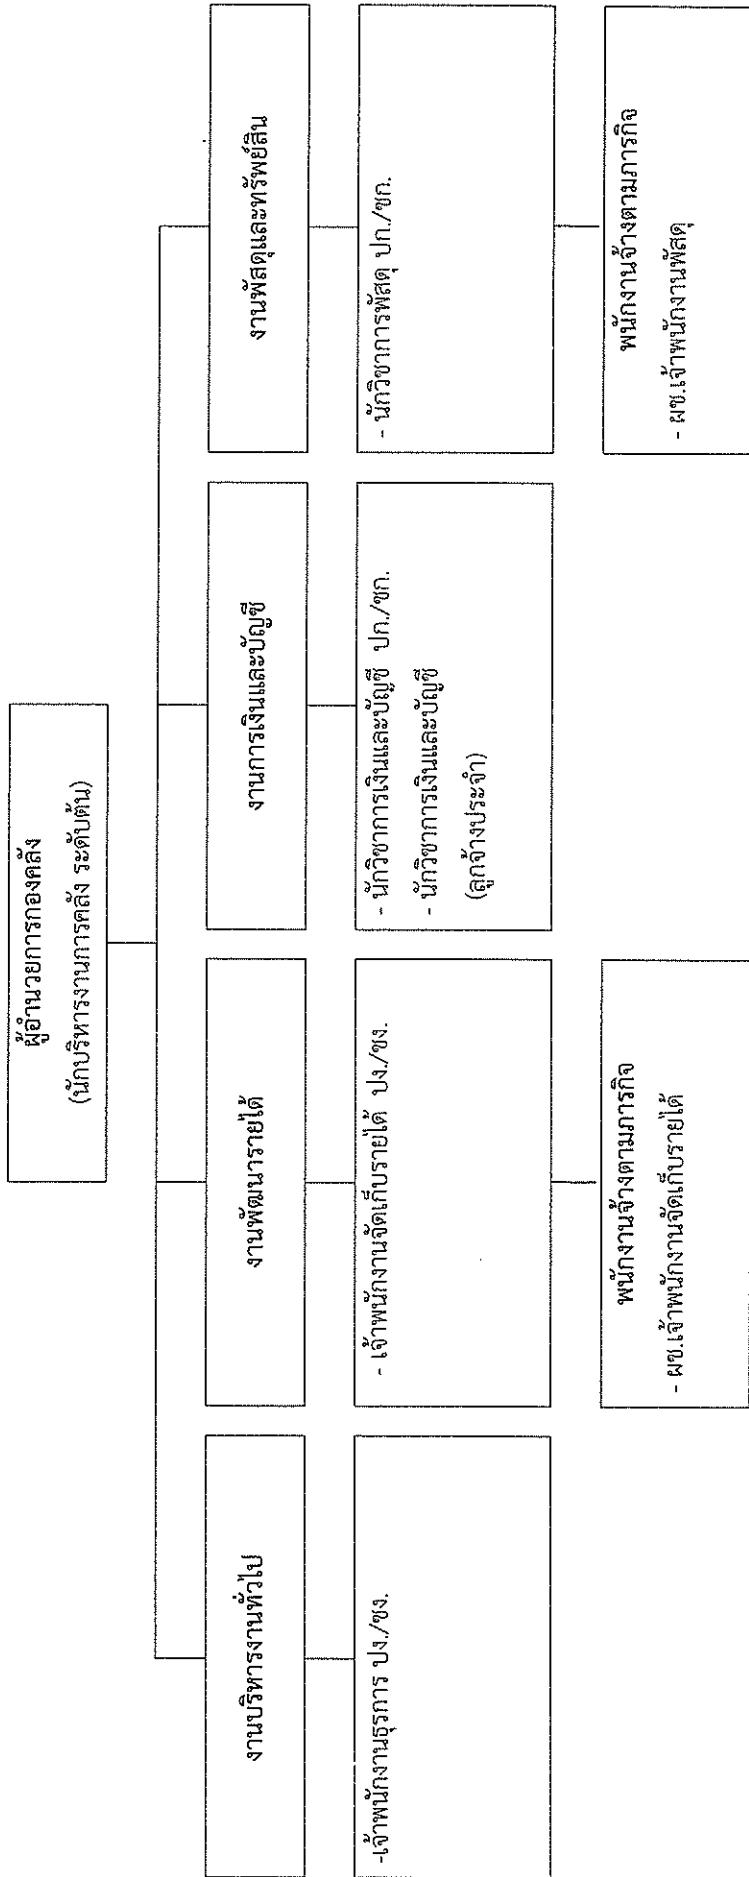 ผู้อำนวยการกองคลัง
(นักบริหารงานการคลัง ระดับต้น)
งานบริหารงานทั่วไป
งานพัฒนารายได้
งานการเงินและบัญชี
งานพัสดุและทรัพย์สิน
-เจ้าพนักงานธุรการ ปง./ชง.
- เจ้าพนักงานจัดเก็บรายได้ ปง./ชง.
- นักวิชาการเงินและบัญชี ปก./ชก.
- นักวิชาการเงินและบัญชี
(ลูกจ้างประจำ)
- นักวิชาการพัสดุ ปก./ชก.
พนักงานจ้างตามภารกิจ
- ผช.เจ้าพนักงานจัดเก็บรายได้
พนักงานจ้างตามภารกิจ
- ผช.เจ้าพนักงานพัสดุ